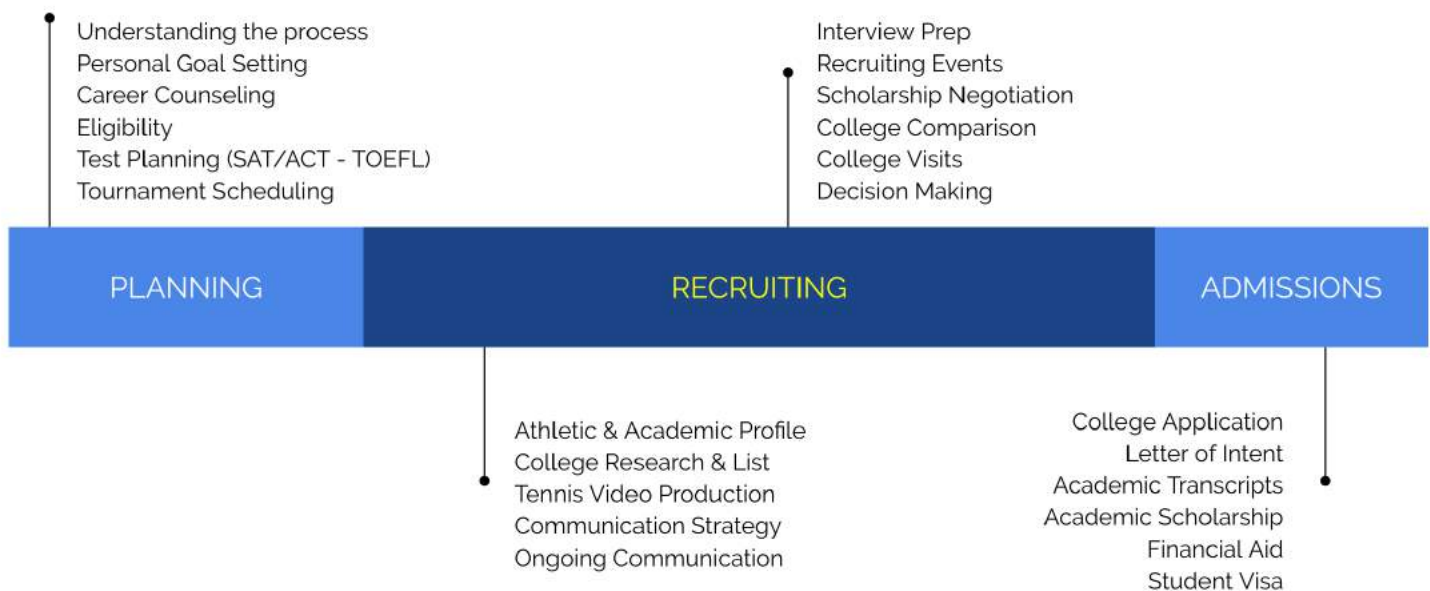 Understanding the process
Personal Goal Setting
Career Counseling
Eligibility
Test Planning (SAT/ACT - TOEFL)
Tournament Scheduling
Interview Prep
Recruiting Events
Scholarship Negotiation
College Comparison
College Visits
Decision Making
PLANNING
RECRUITING
ADMISSIONS
Athletic & Academic Profile
College Research & List
Tennis Video Production
Communication Strategy
Ongoing Communication
College Application
Letter of Intent
Academic Transcripts
Academic Scholarship
Financial Aid
Student Visa